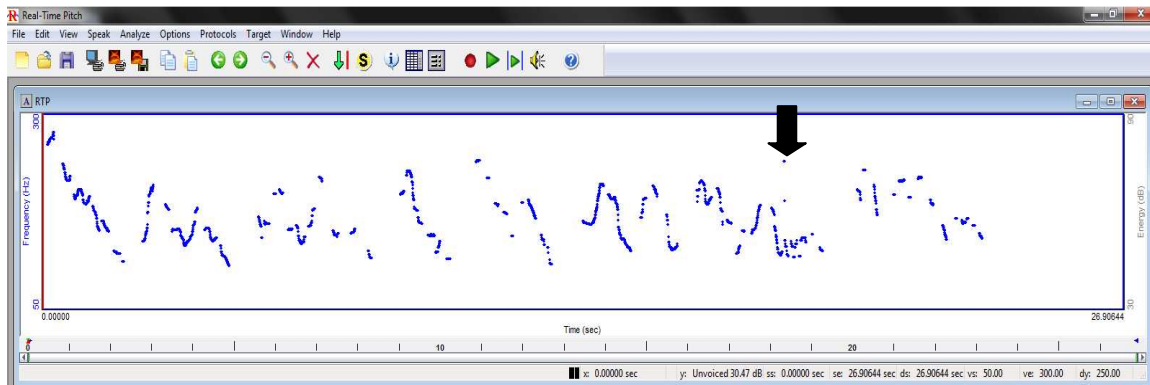 Real-Time Pitch
File Edit View Speak Analyze Options Protocols Target Window Help
A RTP
300
90
Frequency (Hz)
Energy (dB)
50
30
0.00000
26.90644
Time (sec)
0
10
20
x: 0.00000 sec y: Unvoiced 30.47 dB ss: 0.00000 sec se: 26.90644 sec ds: 26.90644 sec vs: 50.00 ve: 300.00 dy: 250.00